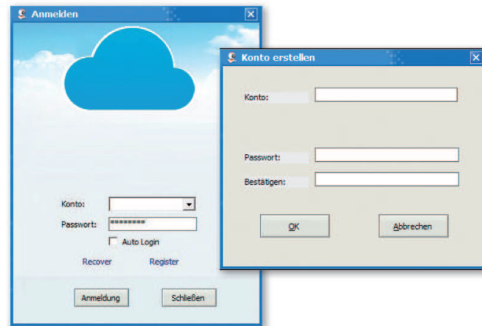 Anmelden
Konto:
Passwort: ********
Auto Login
Recover Register
Anmeldung Schließen
Konto erstellen
Konto:
Passwort:
Bestätigen:
OK Abbrechen